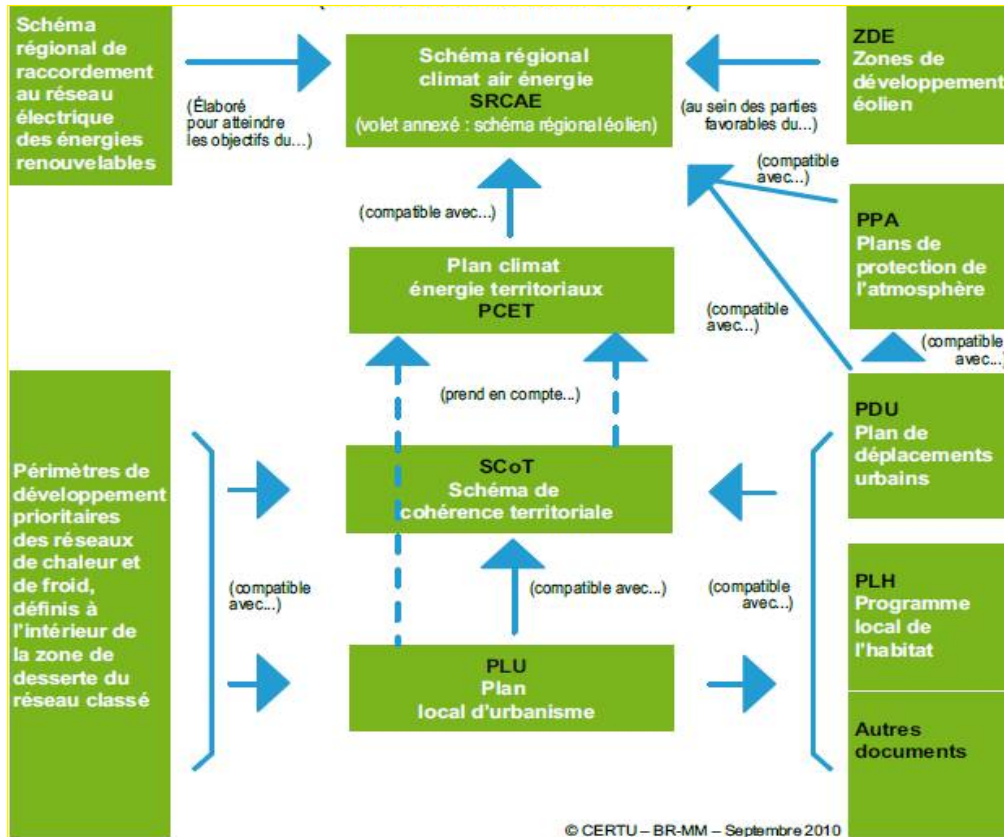 Schéma
régional de
raccordement
au réseau
électrique
des énergies
renouvelables
(Élaboré
pour atteindre
les objectifs du...)
Schéma régional
climat air énergie
SRCAE
(volet annexé : schéma régional éolien)
(au sein des parties
favorables du...)
ZDE
Zones de
développement
éolien
(compatible
avec...)
(compatible avec...)
PPA
Plans de
protection de
l'atmosphère
Plan climat
énergie territoriaux
PCET
(compatible
avec...)
(compatible
avec...)
(prend en compte...)
PDU
Plan de
déplacements
urbains
Périmètres de
développement
prioritaires
des réseaux
de chaleur et
de froid,
définis à
l'intérieur de
la zone de
desserte du
réseau classé
SCoT
Schéma de
cohérence territoriale
(compatible
avec...)
(compatible avec...)
(compatible
avec...)
PLH
Programme
local de
l'habitat
PLU
Plan
local d'urbanisme
Autres
documents
© CERTU – BR-MM – Septembre 2010